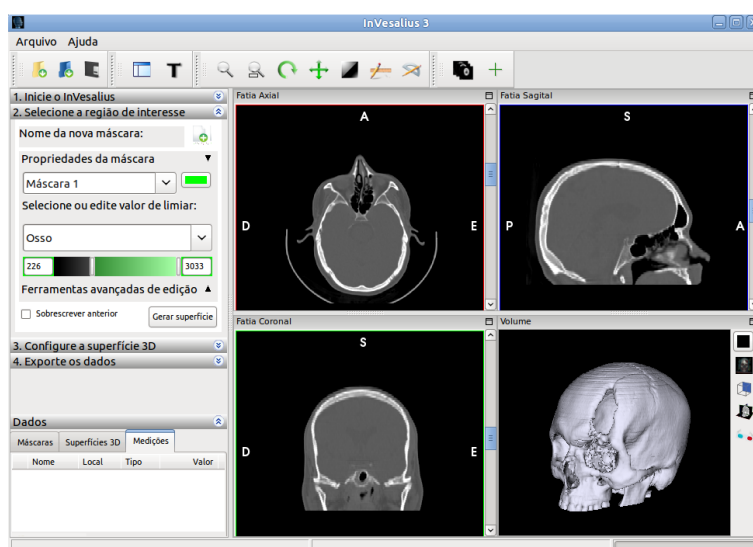 InVesalius 3
Arquivo Ajuda
T
1. Inicie o InVesalius
2. Selecione a região de interesse
Nome da nova máscara:
Propriedades da máscara
Máscara 1
Selecione ou edite valor de limiar:
Osso
226 3033
Ferramentas avançadas de edição
Sobrescrever anterior Gerar superfície
3. Configure a superfície 3D
4. Exporte os dados
Dados
Máscaras Superfícies 3D Medições
Nome Local Tipo Valor
Fatia Axial
A
D E
Fatia Sagital
S
P A
Fatia Coronal
S
D E
Volume